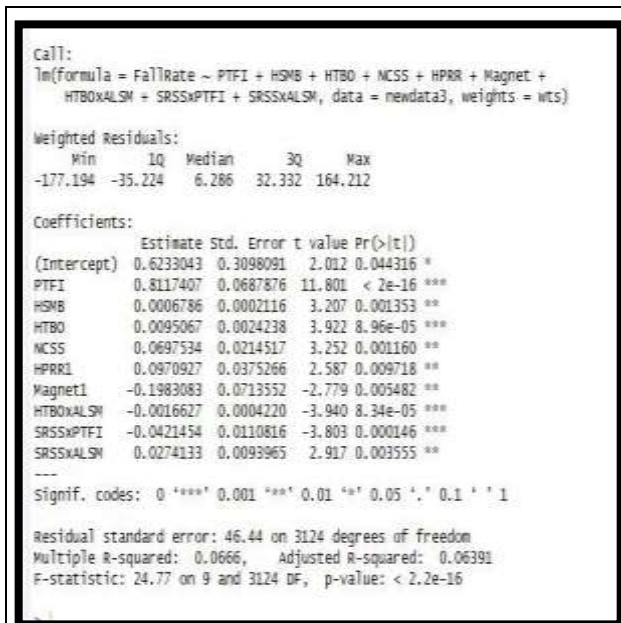 Call:
lm(formula = FallRate ~ PTFI + HSMB + HTBO + NCSS + HPRR + Magnet +
HTBOxALSM + SRSSxPTFI + SRSSxALSM, data = newdata3, weights = wts)
Weighted Residuals:
Min 1Q Median 3Q Max
-177.194 -35.224 6.286 32.332 164.212
Coefficients:
Estimate Std. Error t value Pr(>|t|)
(Intercept) 0.6233043 0.3098091 2.012 0.044316 *
PTFI 0.8117407 0.0687876 11.801 < 2e-16 ***
HSMB 0.0006786 0.0002116 3.207 0.001353 **
HTBO 0.0095067 0.0024238 3.922 8.96e-05 ***
NCSS 0.0697534 0.0214517 3.252 0.001160 **
HPRR1 0.0970927 0.0375266 2.587 0.009718 **
Magnet1 -0.1983083 0.0713552 -2.779 0.005482 **
HTBOxALSM -0.0016627 0.0004220 -3.940 8.34e-05 ***
SRSSxPTFI -0.0421454 0.0110816 -3.803 0.000146 ***
SRSSxALSM 0.0274133 0.0093965 2.917 0.003555 **
---
Signif. codes: 0 ‘***’ 0.001 ‘**’ 0.01 ‘*’ 0.05 ‘.’ 0.1 ‘ ’ 1
Residual standard error: 46.44 on 3124 degrees of freedom
Multiple R-squared: 0.0666, Adjusted R-squared: 0.06391
F-statistic: 24.77 on 9 and 3124 DF, p-value: < 2.2e-16